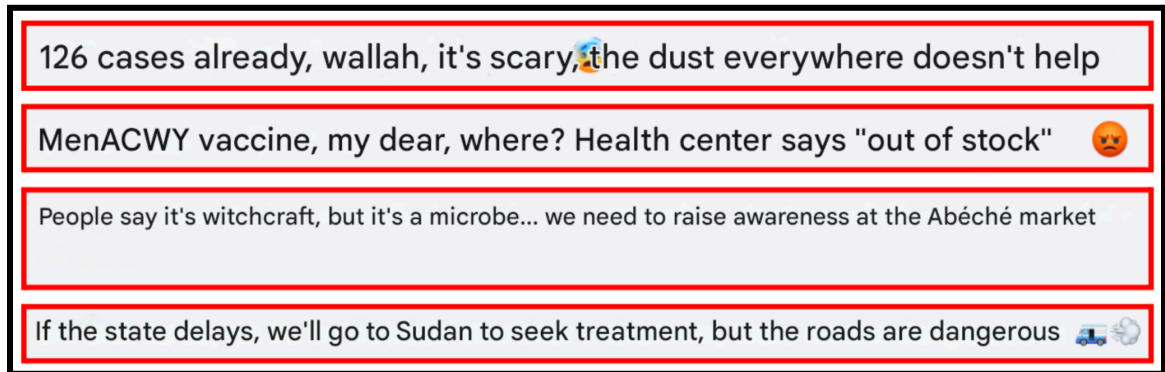 126 cases already, wallah, it's scary, the dust everywhere doesn't help
MenACWY vaccine, my dear, where? Health center says "out of stock" 😡
People say it's witchcraft, but it's a microbe... we need to raise awareness at the Abéché market
If the state delays, we'll go to Sudan to seek treatment, but the roads are dangerous 🚙💨